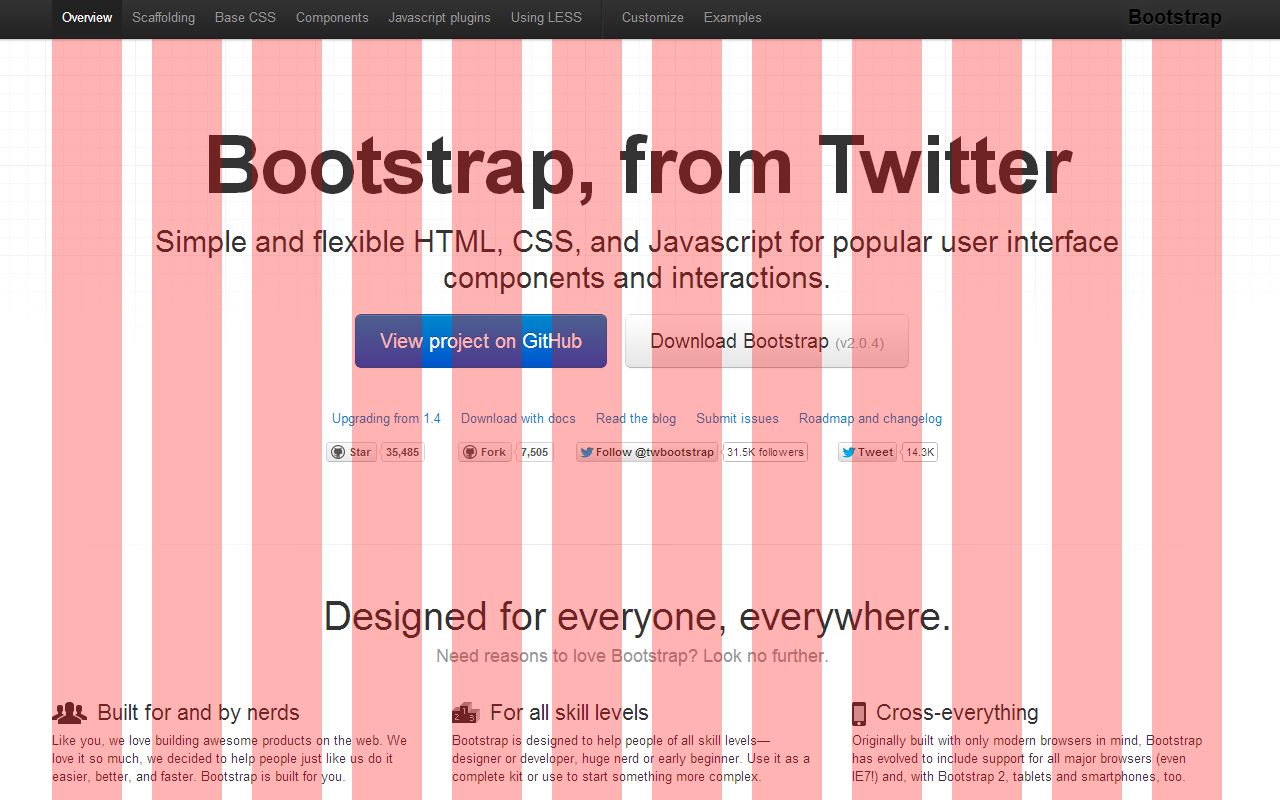 Overview Scaffolding Base CSS Components Javascript plugins Using LESS Customize Examples Bootstrap
Bootstrap, from Twitter
Simple and flexible HTML, CSS, and Javascript for popular user interface
components and interactions.
View project on GitHub Download Bootstrap (v2.0.4)
Upgrading from 1.4 Download with docs Read the blog Submit issues Roadmap and changelog
Star 35,485 Fork 7,505 Follow @twbootstrap 31.5K followers Tweet 14.3K
Designed for everyone, everywhere.
Need reasons to love Bootstrap? Look no further.
Built for and by nerds
Like you, we love building awesome products on the web. We
love it so much, we decided to help people just like us do it
easier, better, and faster. Bootstrap is built for you.
2 1 3
For all skill levels
Bootstrap is designed to help people of all skill levels—
designer or developer, huge nerd or early beginner. Use it as a
complete kit or use to start something more complex.
Cross-everything
Originally built with only modern browsers in mind, Bootstrap
has evolved to include support for all major browsers (even
IE7!) and, with Bootstrap 2, tablets and smartphones, too.